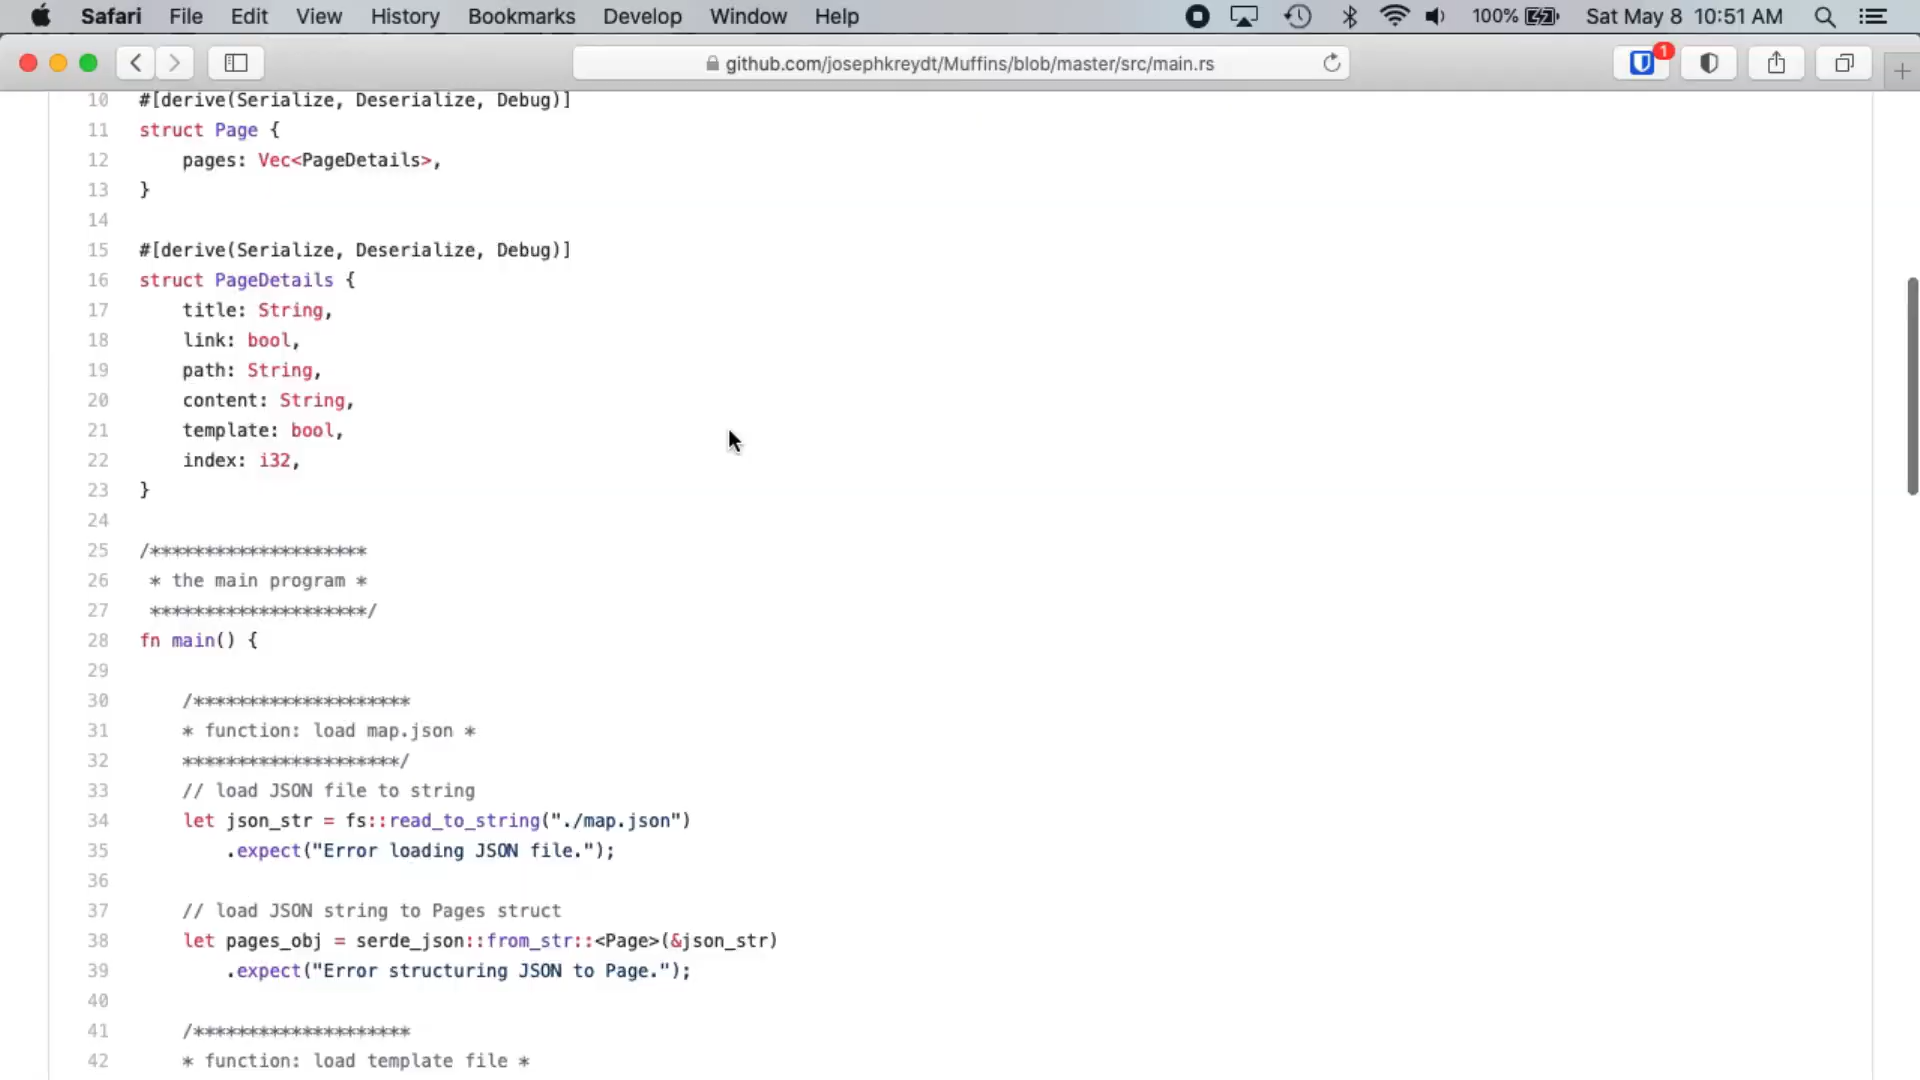 Safari File Edit View History Bookmarks Develop Window Help 100% Sat May 8 10:51 AM
github.com/josephkreydt/Muffins/blob/master/src/main.rs 1
10 #[derive(Serialize, Deserialize, Debug)]
11 struct Page {
12     pages: Vec<PageDetails>,
13 }
14
15 #[derive(Serialize, Deserialize, Debug)]
16 struct PageDetails {
17     title: String,
18     link: bool,
19     path: String,
20     content: String,
21     template: bool,
22     index: i32,
23 }
24
25 /********************
26  * the main program *
27  ********************/
28 fn main() {
29
30     /********************
31     * function: load map.json *
32     ********************/
33     // load JSON file to string
34     let json_str = fs::read_to_string("./map.json")
35         .expect("Error loading JSON file.");
36
37     // load JSON string to Pages struct
38     let pages_obj = serde_json::from_str::<Page>(&json_str)
39         .expect("Error structuring JSON to Page.");
40
41     /********************
42     * function: load template file *